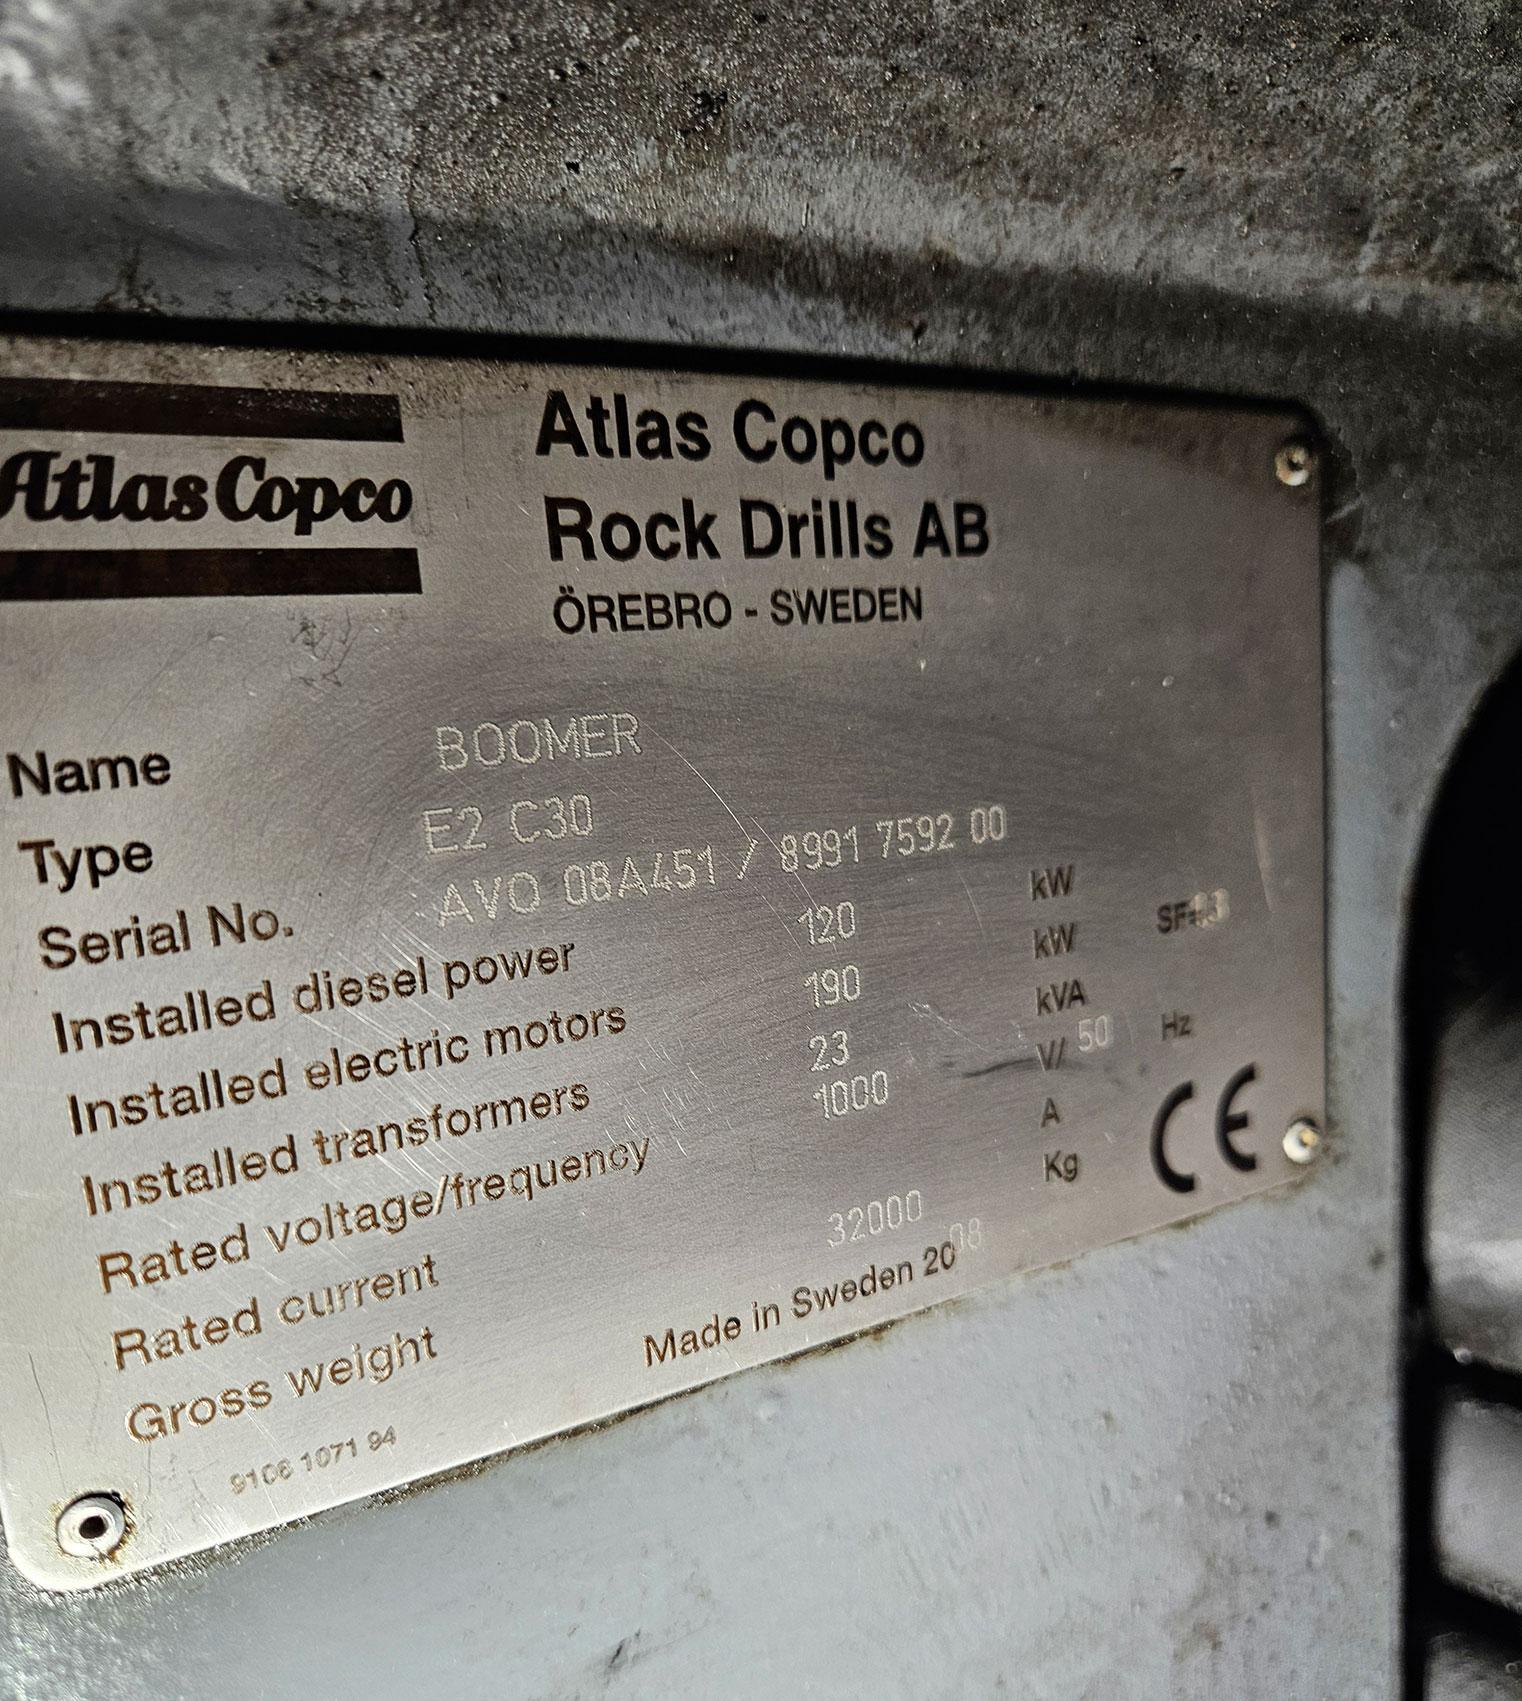 Atlas Copco
Atlas Copco
Rock Drills AB
ÖREBRO - SWEDEN
Name BOOMER
Type E2 C30
Serial No. AVO 08A451 / 8991 7592 00
Installed diesel power 120 kW
Installed electric motors 190 kW SF=
Installed transformers 23 kVA
Rated voltage/frequency 1000 V/ 50 Hz
Rated current A
Gross weight 32000 Kg
CE
Made in Sweden 2008
9106 1071 94